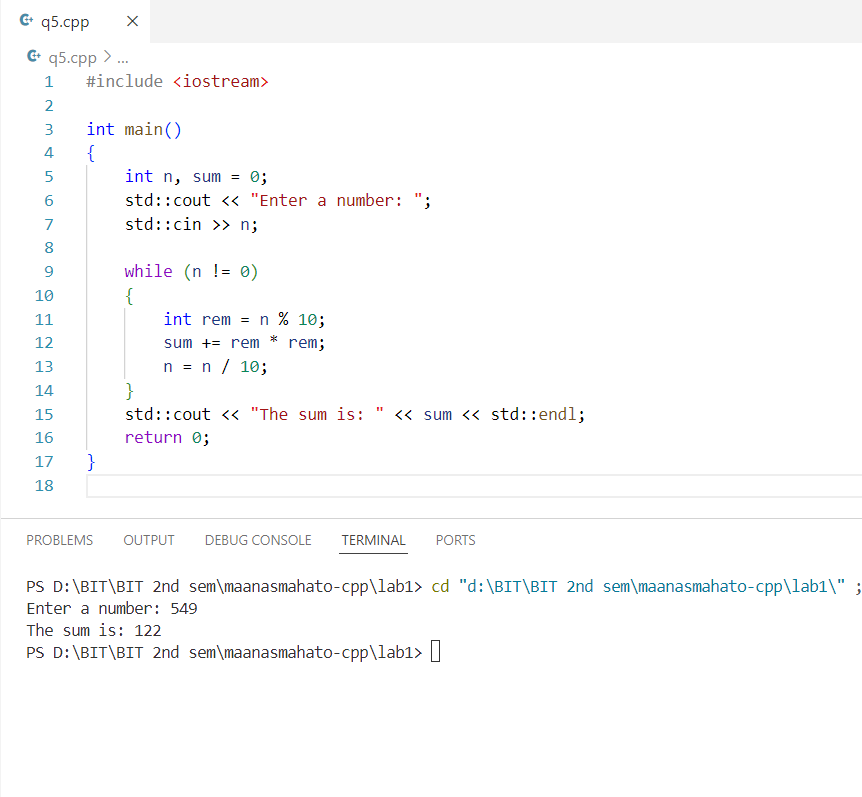 q5.cpp
q5.cpp > ...
1 #include <iostream>
2
3 int main()
4 {
5     int n, sum = 0;
6     std::cout << "Enter a number: ";
7     std::cin >> n;
8
9     while (n != 0)
10     {
11         int rem = n % 10;
12         sum += rem * rem;
13         n = n / 10;
14     }
15     std::cout << "The sum is: " << sum << std::endl;
16     return 0;
17 }
18
PROBLEMS OUTPUT DEBUG CONSOLE TERMINAL PORTS
PS D:\BIT\BIT 2nd sem\maanasmahato-cpp\lab1> cd "d:\BIT\BIT 2nd sem\maanasmahato-cpp\lab1\" ;
Enter a number: 549
The sum is: 122
PS D:\BIT\BIT 2nd sem\maanasmahato-cpp\lab1>